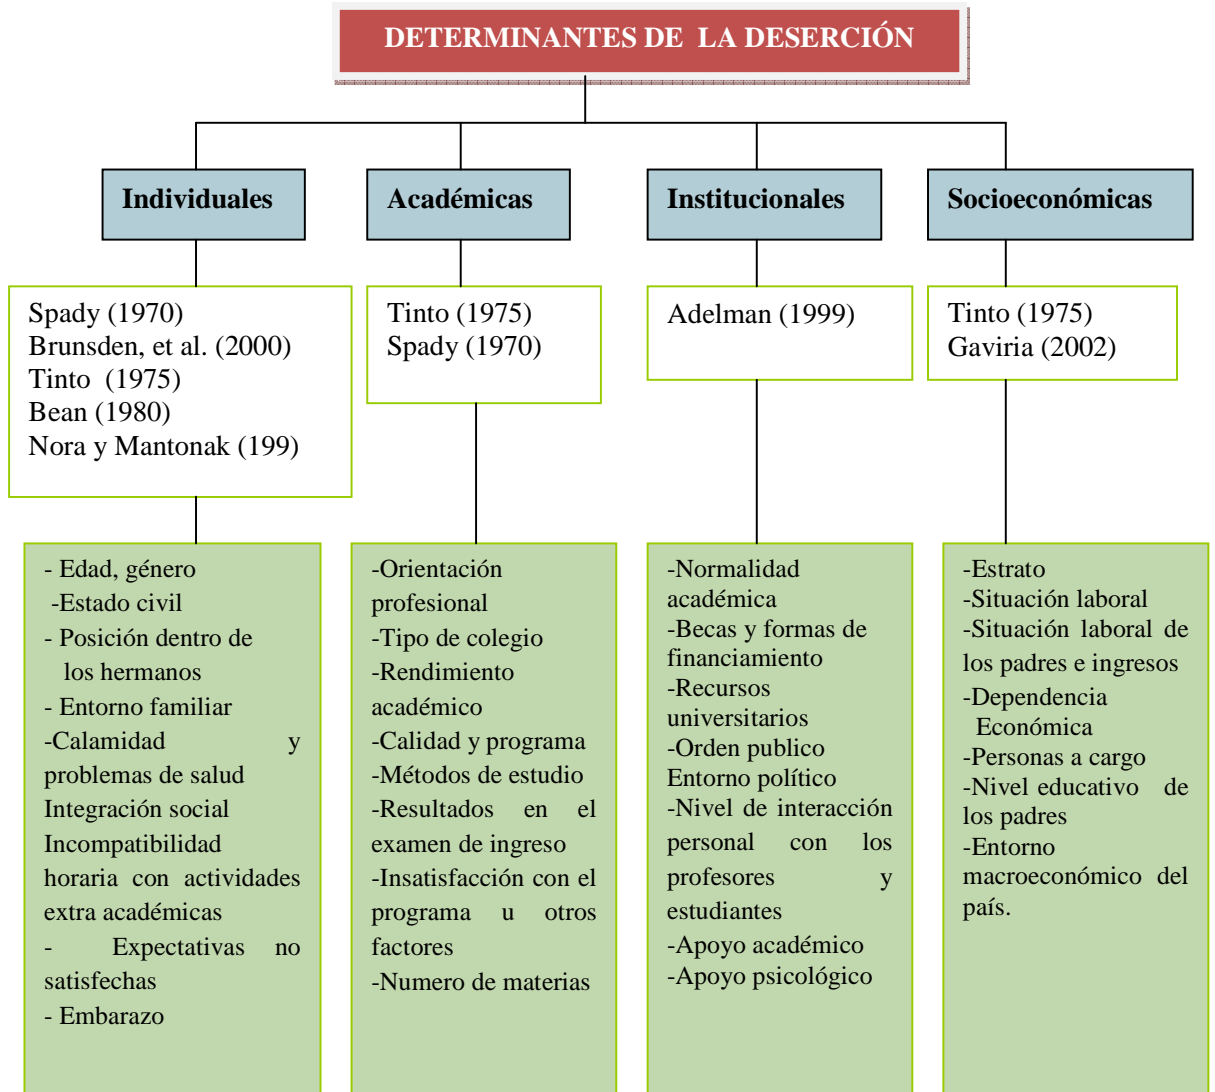 DETERMINANTES DE LA DESERCIÓN
Individuales
Académicas
Institucionales
Socioeconómicas
Spady (1970)
Brunsden, et al. (2000)
Tinto (1975)
Bean (1980)
Nora y Mantonak (199)
Tinto (1975)
Spady (1970)
Adelman (1999)
Tinto (1975)
Gaviria (2002)
- Edad, género
-Estado civil
- Posición dentro de
los hermanos
- Entorno familiar
-Calamidad y
problemas de salud
Integración social
Incompatibilidad
horaria con actividades
extra académicas
- Expectativas no
satisfechas
- Embarazo
-Orientación
profesional
-Tipo de colegio
-Rendimiento
académico
-Calidad y programa
-Métodos de estudio
-Resultados en el
examen de ingreso
-Insatisfacción con el
programa u otros
factores
-Numero de materias
-Normalidad
académica
-Becas y formas de
financiamiento
-Recursos
universitarios
-Orden publico
Entorno político
-Nivel de interacción
personal con los
profesores y
estudiantes
-Apoyo académico
-Apoyo psicológico
-Estrato
-Situación laboral
-Situación laboral de
los padres e ingresos
-Dependencia
Económica
-Personas a cargo
-Nivel educativo de
los padres
-Entorno
macroeconómico del
país.